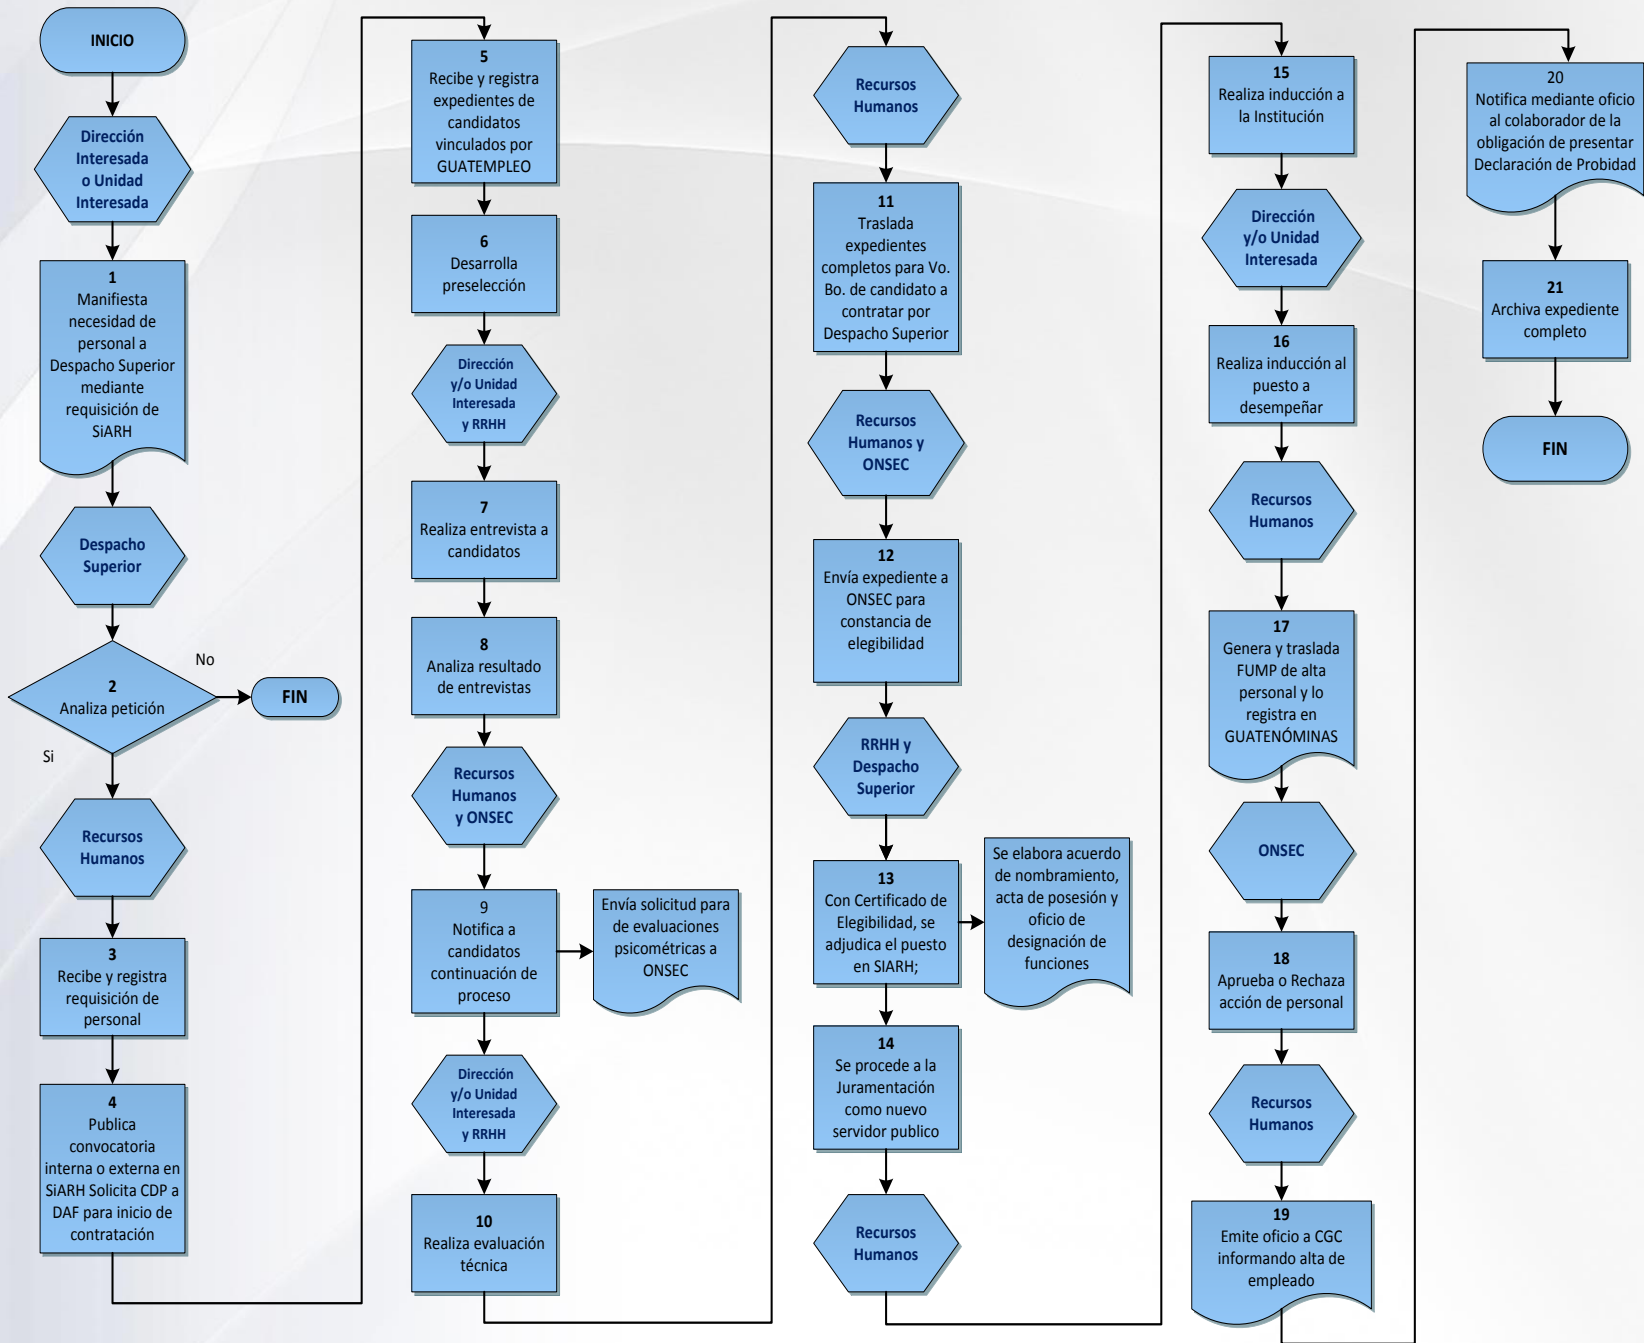 INICIO
Dirección
Interesada
o Unidad
Interesada
1
Manifiesta
necesidad de
personal a
Despacho Superior
mediante
requisición de
SiARH
Despacho
Superior
2
Analiza petición
No
FIN
Si
Recursos
Humanos
3
Recibe y registra
requisición de
personal
4
Publica
convocatoria
interna o externa en
SiARH Solicita CDP a
DAF para inicio de
contratación
5
Recibe y registra
expedientes de
candidatos
vinculados por
GUATEMPLEO
6
Desarrolla
preselección
Dirección
y/o Unidad
Interesada
y RRHH
7
Realiza entrevista a
candidatos
8
Analiza resultado
de entrevistas
Recursos
Humanos
y ONSEC
9
Notifica a
candidatos
continuación de
proceso
Envía solicitud para
de evaluaciones
psicométricas a
ONSEC
Dirección
y/o Unidad
Interesada
y RRHH
10
Realiza evaluación
técnica
Recursos
Humanos
11
Traslada
expedientes
completos para Vo.
Bo. de candidato a
contratar por
Despacho Superior
Recursos
Humanos y
ONSEC
12
Envía expediente a
ONSEC para
constancia de
elegibilidad
RRHH y
Despacho
Superior
13
Con Certificado de
Elegibilidad, se
adjudica el puesto
en SIARH;
Se elabora acuerdo
de nombramiento,
acta de posesión y
oficio de
designación de
funciones
14
Se procede a la
Juramentación
como nuevo
servidor publico
Recursos
Humanos
15
Realiza inducción a
la Institución
Dirección
y/o Unidad
Interesada
16
Realiza inducción al
puesto a
desempeñar
Recursos
Humanos
17
Genera y traslada
FUMP de alta
personal y lo
registra en
GUATENÓMINAS
ONSEC
18
Aprueba o Rechaza
acción de personal
Recursos
Humanos
19
Emite oficio a CGC
informando alta de
empleado
20
Notifica mediante oficio
al colaborador de la
obligación de presentar
Declaración de Probidad
21
Archiva expediente
completo
FIN